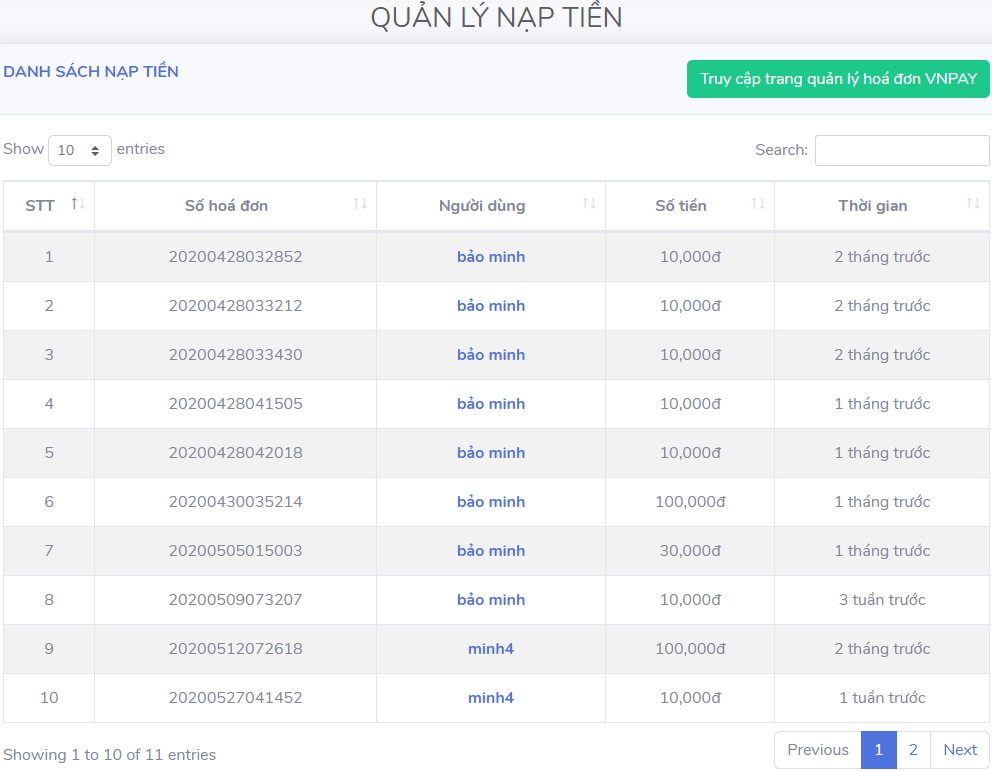 QUẢN LÝ NẠP TIỀN
DANH SÁCH NẠP TIỀN
Truy cập trang quản lý hoá đơn VNPAY
Show 10 entries
Search:
STT Số hoá đơn Người dùng Số tiền Thời gian
1 20200428032852 bảo minh 10,000đ 2 tháng trước
2 20200428033212 bảo minh 10,000đ 2 tháng trước
3 20200428033430 bảo minh 10,000đ 2 tháng trước
4 20200428041505 bảo minh 10,000đ 1 tháng trước
5 20200428042018 bảo minh 10,000đ 1 tháng trước
6 20200430035214 bảo minh 100,000đ 1 tháng trước
7 20200505015003 bảo minh 30,000đ 1 tháng trước
8 20200509073207 bảo minh 10,000đ 3 tuần trước
9 20200512072618 minh4 100,000đ 2 tháng trước
10 20200527041452 minh4 10,000đ 1 tuần trước
Showing 1 to 10 of 11 entries
Previous 1 2 Next